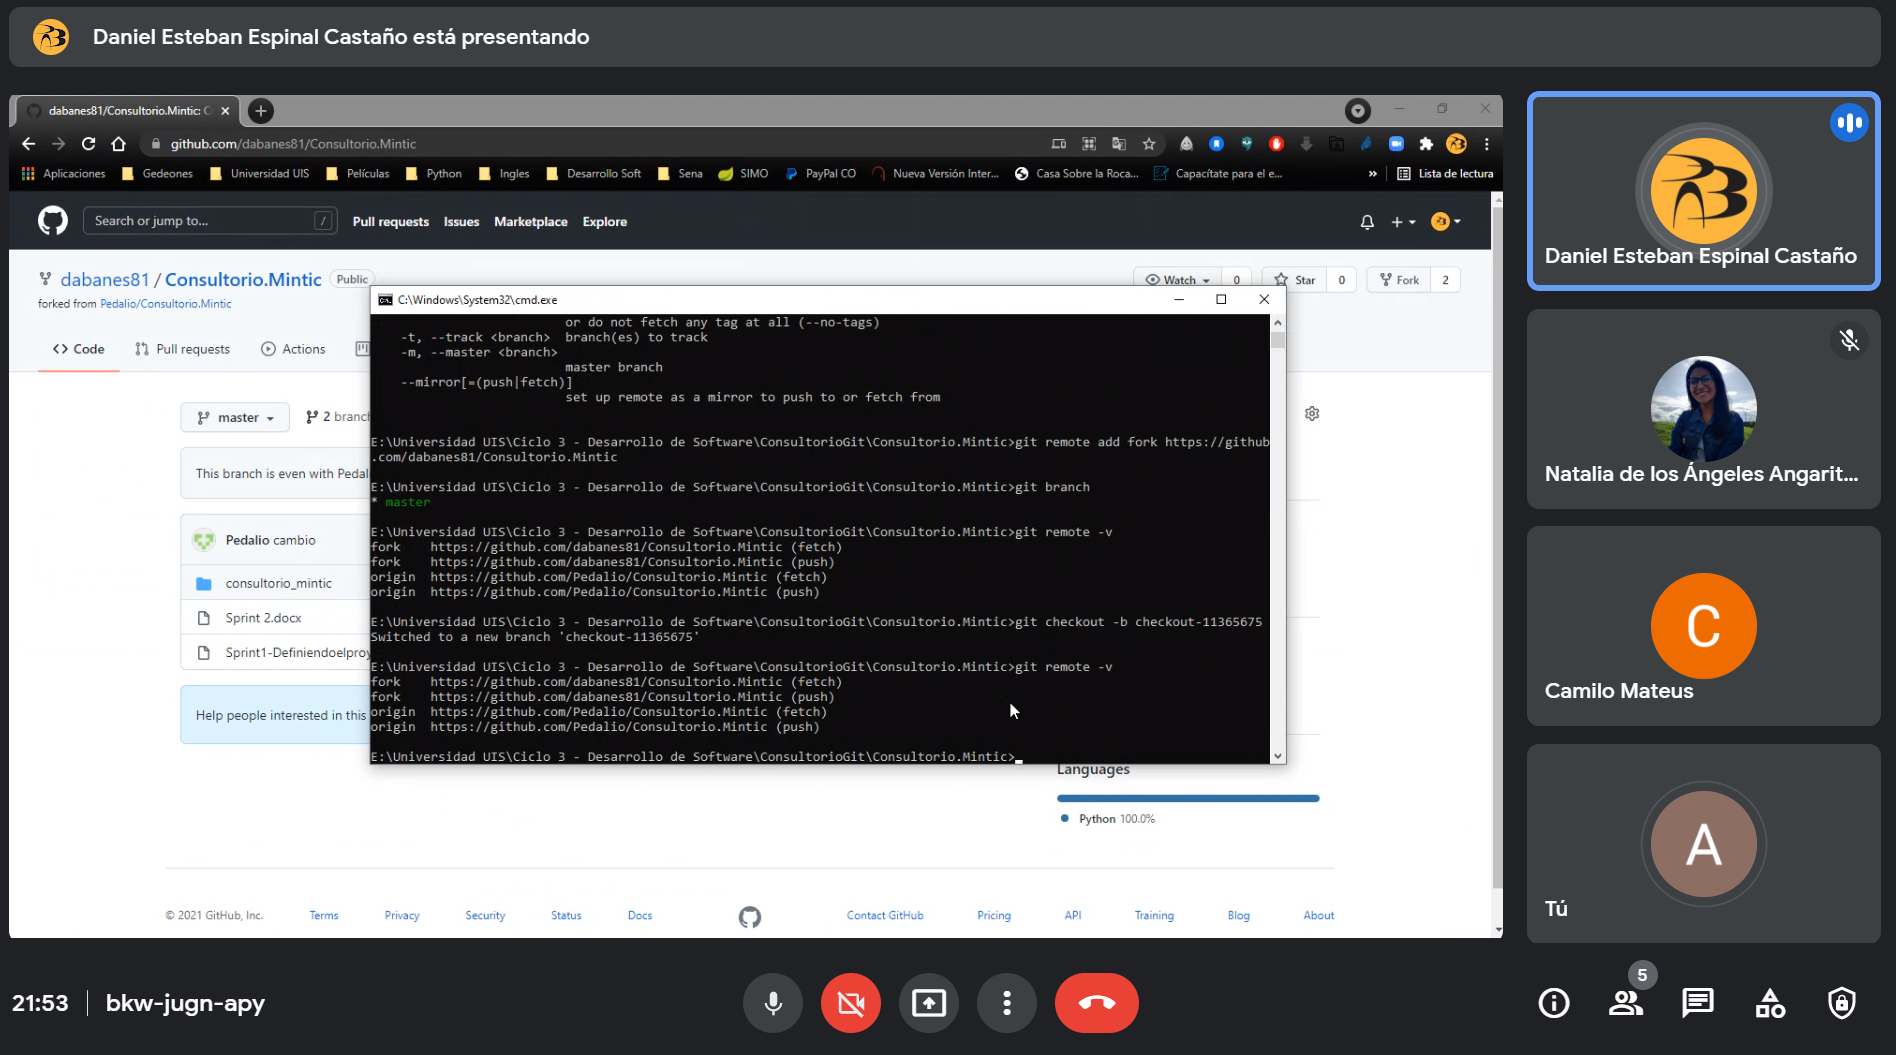 Daniel Esteban Espinal Castaño está presentando
dabanes81/Consultorio.Mintic: C
github.com/dabanes81/Consultorio.Mintic
Aplicaciones Gedeones Universidad UIS Películas Python Ingles Desarrollo Soft Sena SIMO PayPal CO Nueva Versión Inter... Casa Sobre la Roca... Capacítate para el e... » Lista de lectura
Search or jump to... / Pull requests Issues Marketplace Explore
dabanes81 / Consultorio.Mintic Public
Watch 0 Star 0 Fork 2
forked from Pedalio/Consultorio.Mintic
<> Code Pull requests Actions
master 2 branch
This branch is even with Pedal
Pedalio cambio
consultorio_mintic
Sprint 2.docx
Sprint1-Definiendoelproy
Help people interested in this
C:\Windows\System32\cmd.exe
or do not fetch any tag at all (--no-tags)
-t, --track <branch> branch(es) to track
-m, --master <branch>
master branch
--mirror[=(push|fetch)]
set up remote as a mirror to push to or fetch from
E:\Universidad UIS\Ciclo 3 - Desarrollo de Software\ConsultorioGit\Consultorio.Mintic>git remote add fork https://github
.com/dabanes81/Consultorio.Mintic
E:\Universidad UIS\Ciclo 3 - Desarrollo de Software\ConsultorioGit\Consultorio.Mintic>git branch
* master
E:\Universidad UIS\Ciclo 3 - Desarrollo de Software\ConsultorioGit\Consultorio.Mintic>git remote -v
fork https://github.com/dabanes81/Consultorio.Mintic (fetch)
fork https://github.com/dabanes81/Consultorio.Mintic (push)
origin https://github.com/Pedalio/Consultorio.Mintic (fetch)
origin https://github.com/Pedalio/Consultorio.Mintic (push)
E:\Universidad UIS\Ciclo 3 - Desarrollo de Software\ConsultorioGit\Consultorio.Mintic>git checkout -b checkout-11365675
Switched to a new branch 'checkout-11365675'
E:\Universidad UIS\Ciclo 3 - Desarrollo de Software\ConsultorioGit\Consultorio.Mintic>git remote -v
fork https://github.com/dabanes81/Consultorio.Mintic (fetch)
fork https://github.com/dabanes81/Consultorio.Mintic (push)
origin https://github.com/Pedalio/Consultorio.Mintic (fetch)
origin https://github.com/Pedalio/Consultorio.Mintic (push)
E:\Universidad UIS\Ciclo 3 - Desarrollo de Software\ConsultorioGit\Consultorio.Mintic>
Languages
Python 100.0%
© 2021 GitHub, Inc. Terms Privacy Security Status Docs Contact GitHub Pricing API Training Blog About
Daniel Esteban Espinal Castaño
Natalia de los Ángeles Angarit...
C
Camilo Mateus
A
Tú
21:53 | bkw-jugn-apy
5